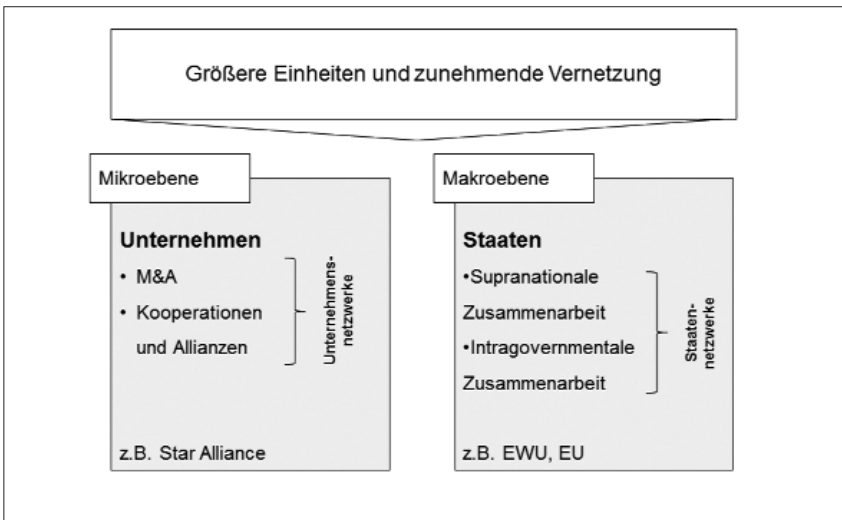 Größere Einheiten und zunehmende Vernetzung
Mikroebene
Unternehmen
• M&A
• Kooperationen
und Allianzen
Unternehmens-
netzwerke
z.B. Star Alliance
Makroebene
Staaten
•Supranationale
Zusammenarbeit
•Intragovernmentale
Zusammenarbeit
Staaten-
netzwerke
z.B. EWU, EU